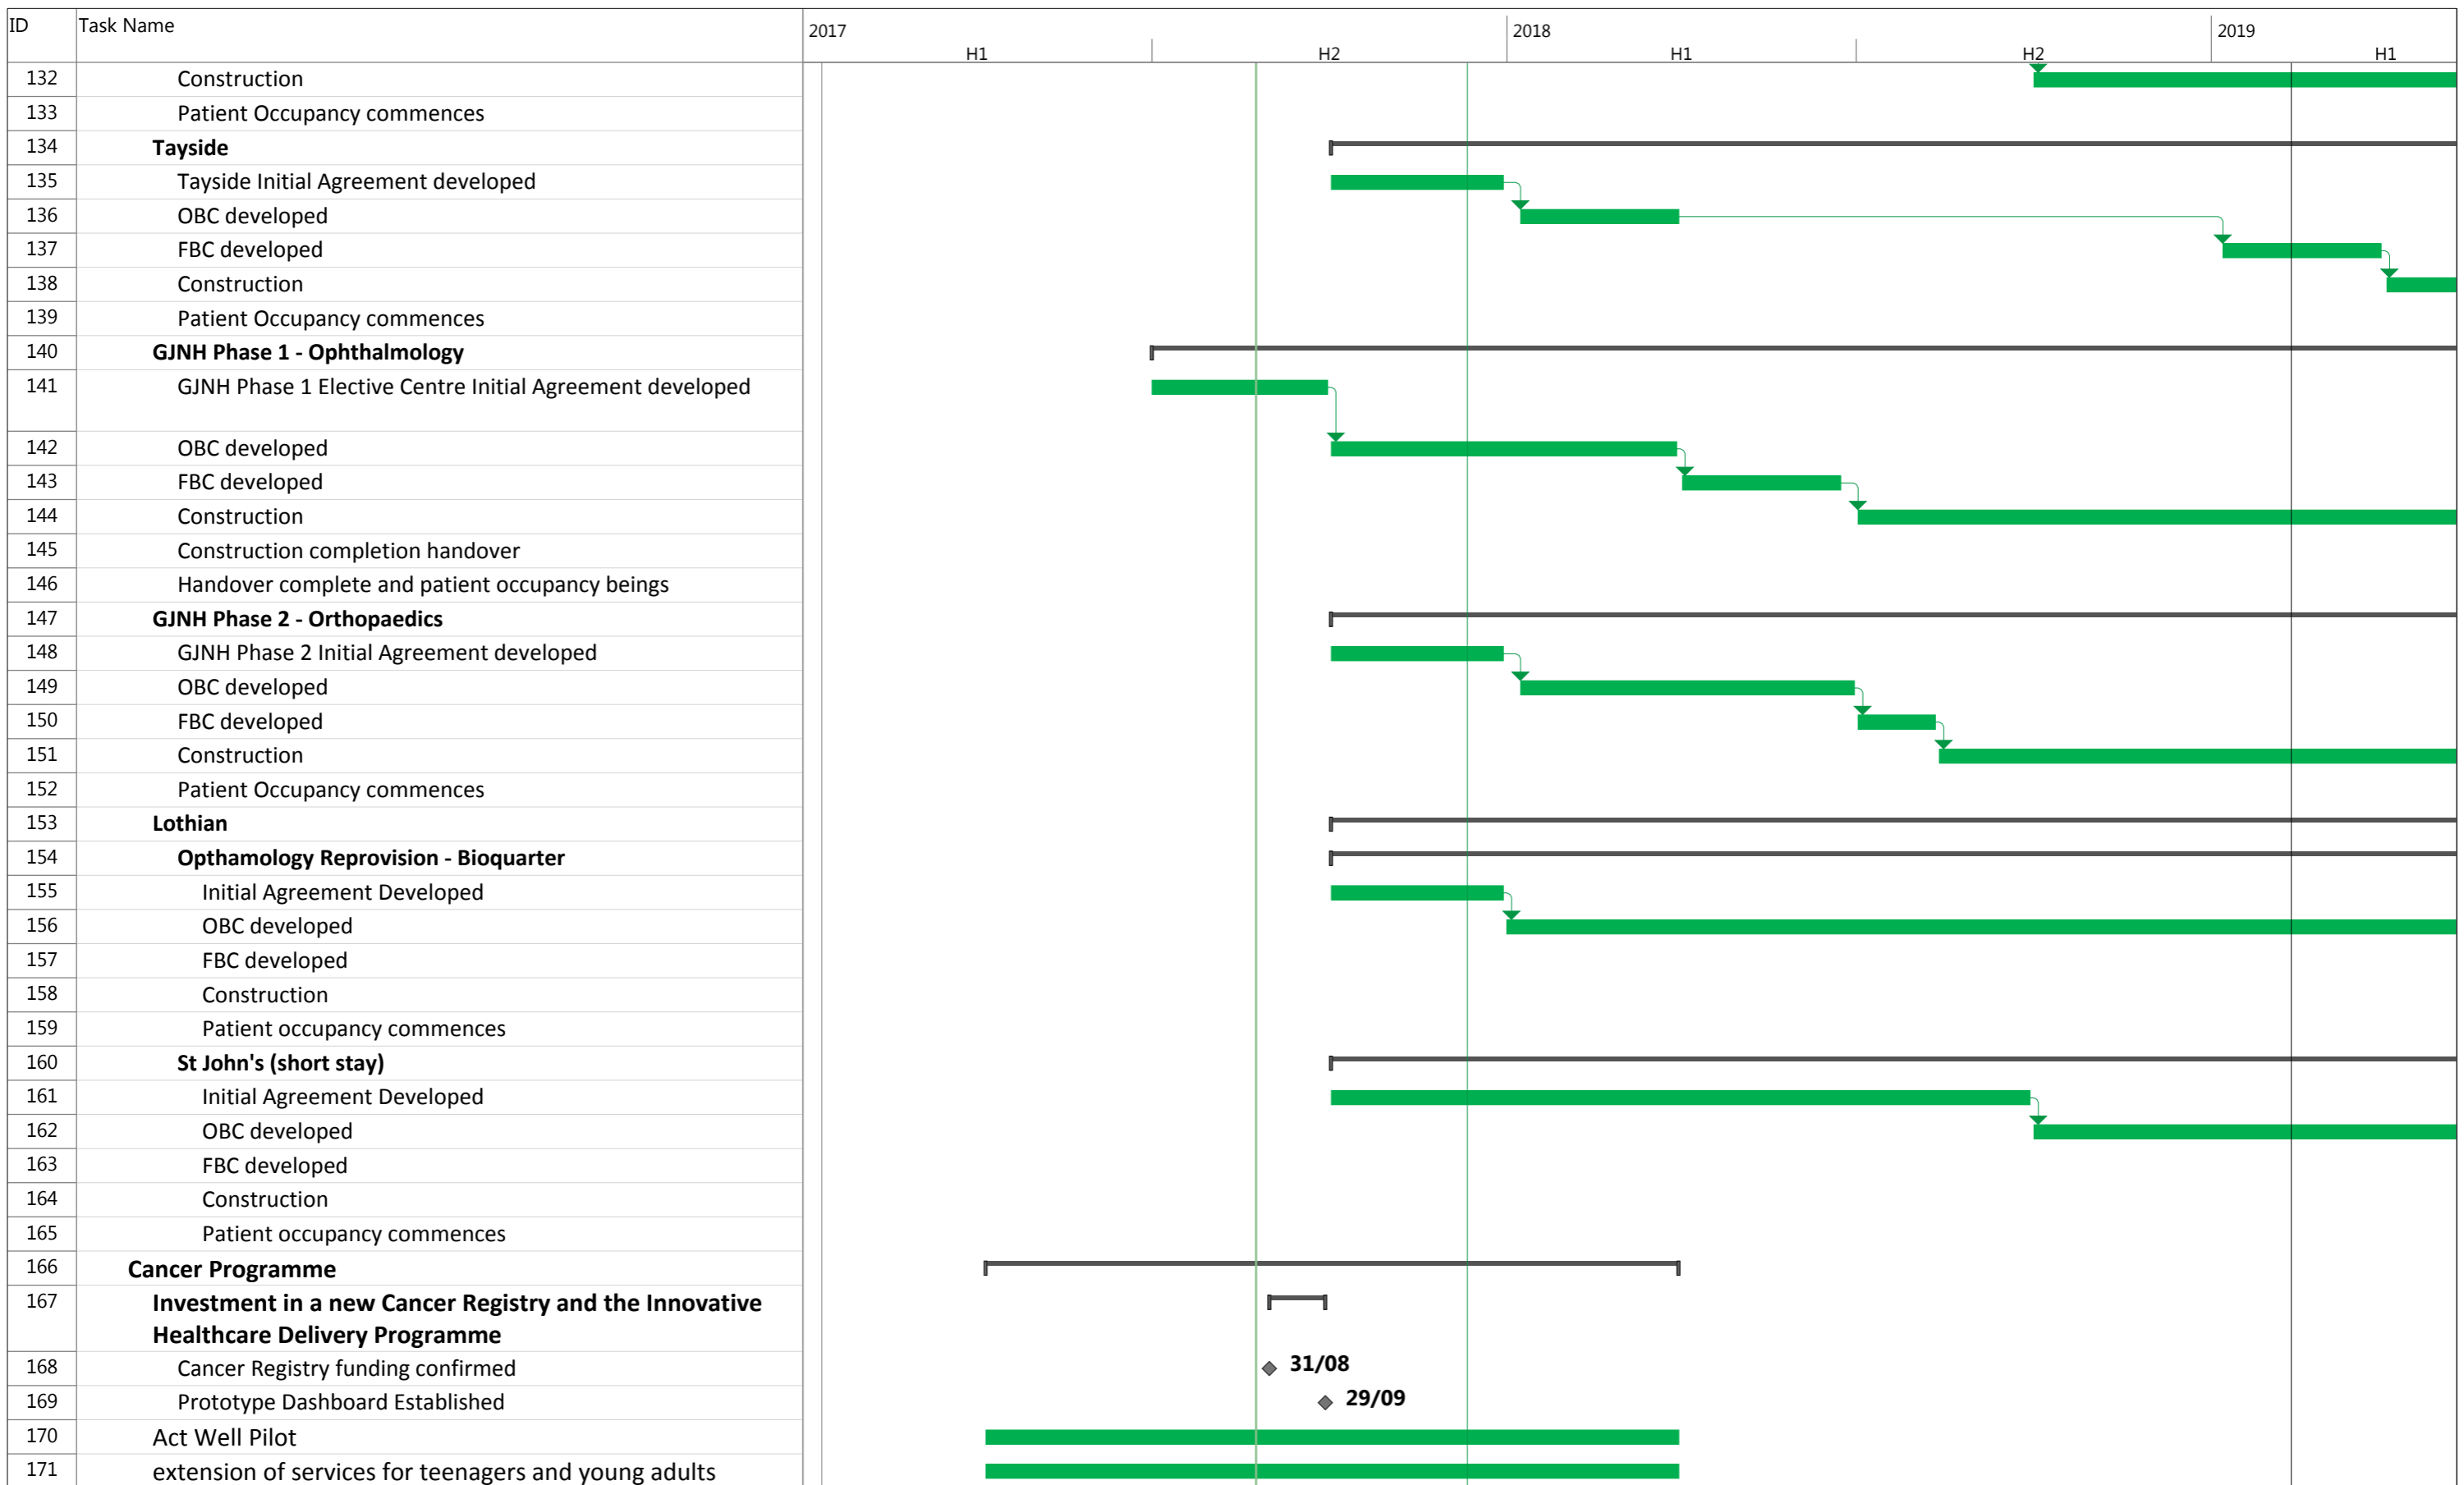 ID Task Name 2017 2018 2019
H1 H2 H1 H2 H1
132 Construction
133 Patient Occupancy commences
134 Tayside
135 Tayside Initial Agreement developed
136 OBC developed
137 FBC developed
138 Construction
139 Patient Occupancy commences
140 GJNH Phase 1 - Ophthalmology
141 GJNH Phase 1 Elective Centre Initial Agreement developed
142 OBC developed
143 FBC developed
144 Construction
145 Construction completion handover
146 Handover complete and patient occupancy beings
147 GJNH Phase 2 - Orthopaedics
148 GJNH Phase 2 Initial Agreement developed
149 OBC developed
150 FBC developed
151 Construction
152 Patient Occupancy commences
153 Lothian
154 Opthamology Reprovision - Bioquarter
155 Initial Agreement Developed
156 OBC developed
157 FBC developed
158 Construction
159 Patient occupancy commences
160 St John's (short stay)
161 Initial Agreement Developed
162 OBC developed
163 FBC developed
164 Construction
165 Patient occupancy commences
166 Cancer Programme
167 Investment in a new Cancer Registry and the Innovative
Healthcare Delivery Programme
168 Cancer Registry funding confirmed 31/08
169 Prototype Dashboard Established 29/09
170 Act Well Pilot
171 extension of services for teenagers and young adults